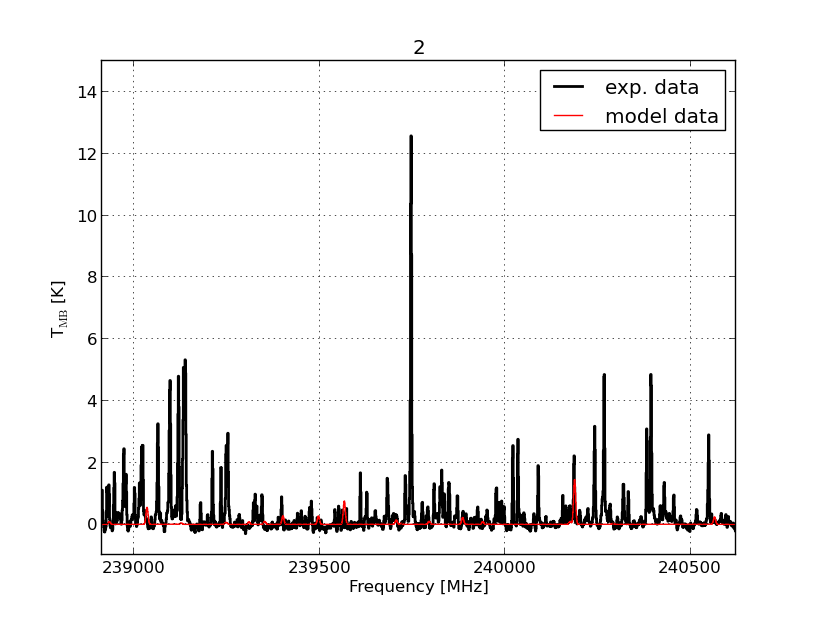 2
exp. data
model data
14
12
10
8
6
4
2
0
T_MB [K]
239000 239500 240000 240500
Frequency [MHz]